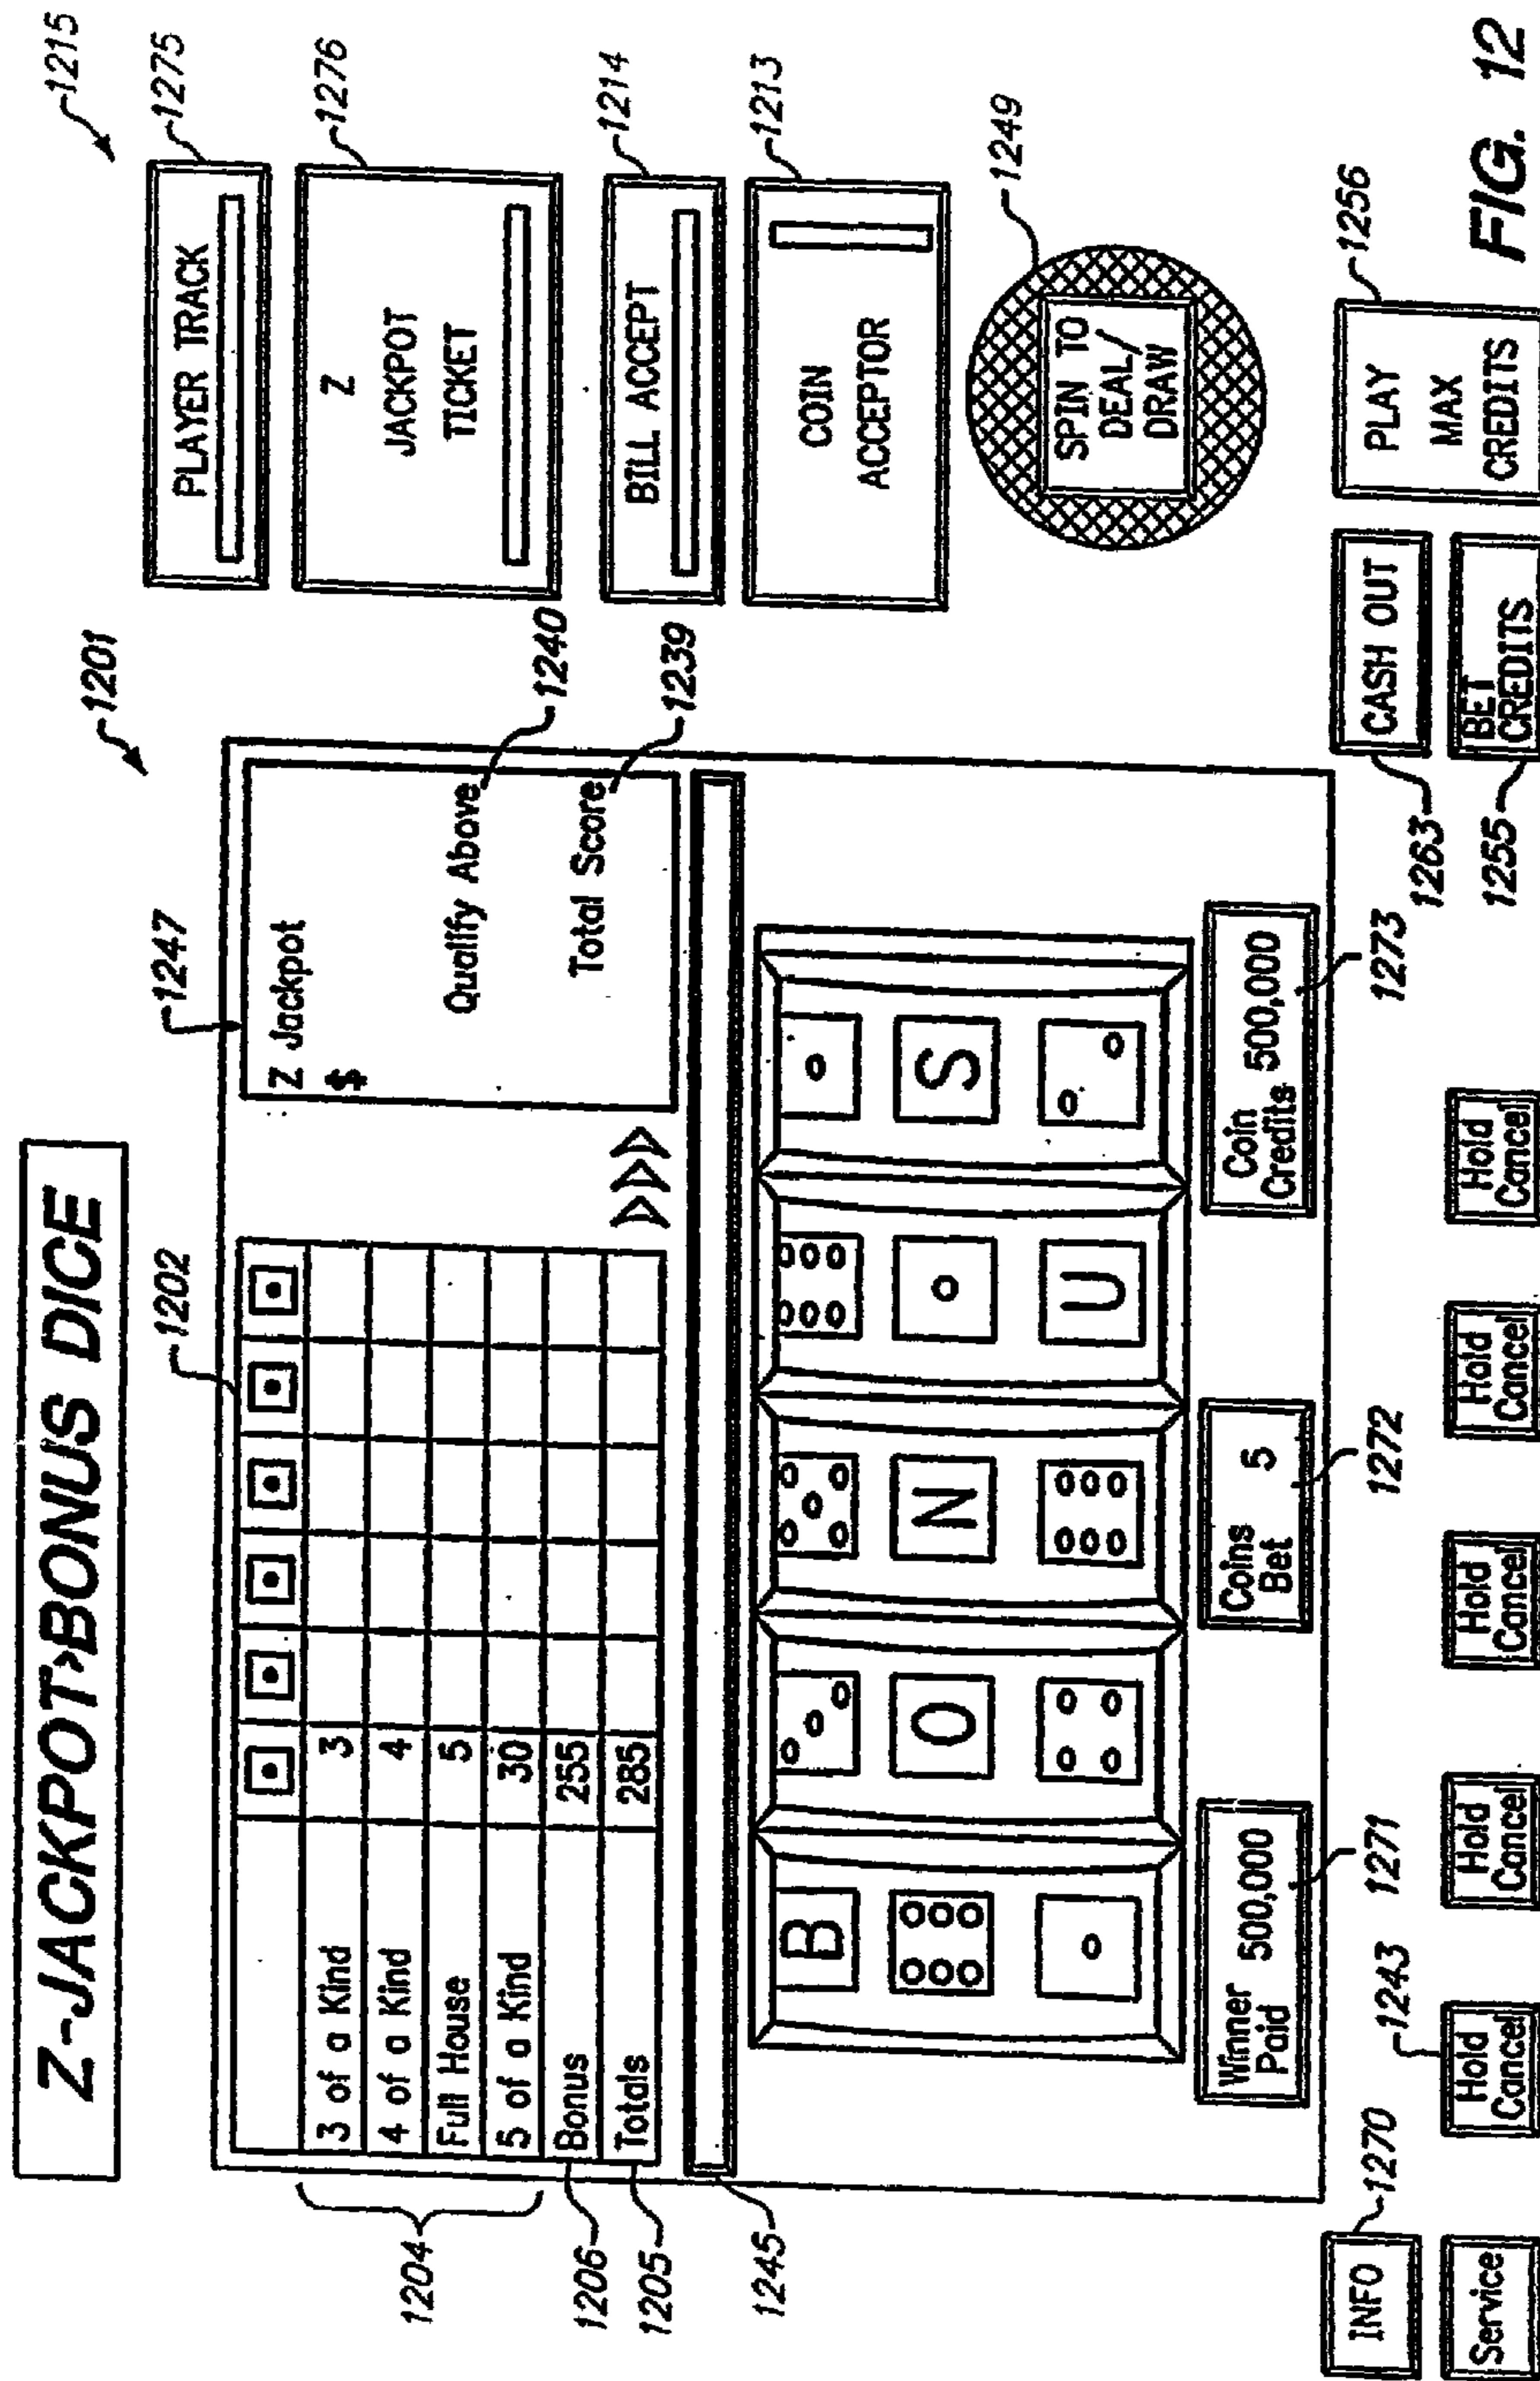 Z-JACKPOT>BONUS DICE
1215
1201
1247
1202
1275
PLAYER TRACK
1276
Z
JACKPOT
TICKET
1214
BILL ACCEPT
1213
COIN
ACCEPTOR
1249
SPIN TO
DEAL/
DRAW
1204
3 of a Kind 3
4 of a Kind 4
Full House 5
5 of a Kind 30
1206
Bonus 255
1205
Totals 285
Z Jackpot
$
Qualify Above
1240
Total Score
1239
1245
B
O
N
S
U
Winner
Paid 500,000
1271
Coins
Bet 5
1272
Coin
Credits 500,000
1273
INFO
1270
Service
1243
Hold
Cancel
Hold
Cancel
Hold
Cancel
Hold
Cancel
Hold
Cancel
1263
CASH OUT
1255
BET
CREDITS
1256
PLAY
MAX
CREDITS
FIG. 12